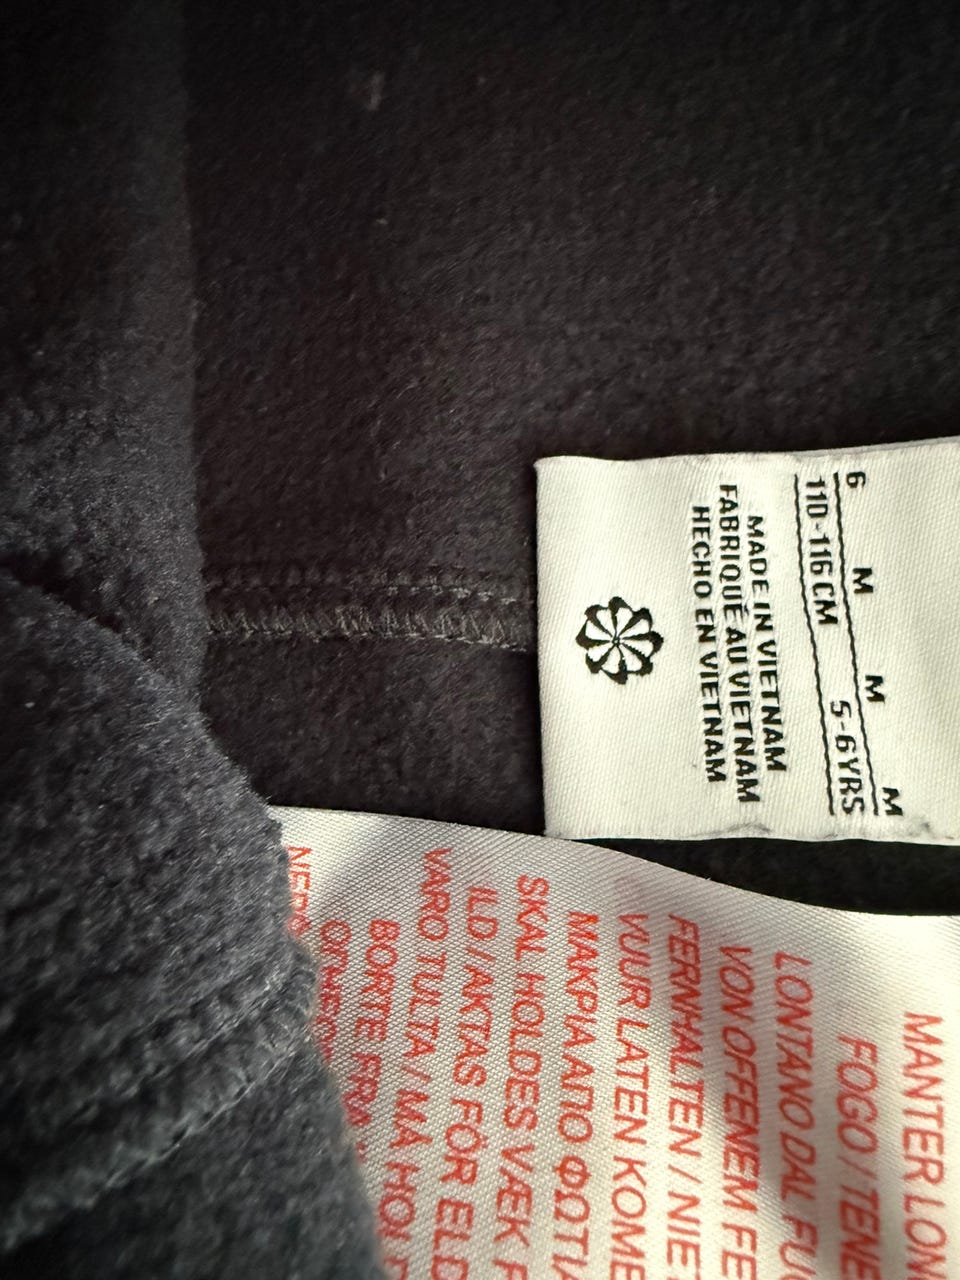 6 M M M
110-116 CM 5-6YRS
MADE IN VIETNAM
FABRIQUÉ AU VIETNAM
HECHO EN VIETNAM
MANTER LON
FOGO / TENE
LONTANO DAL FU
VON OFFENEM FE
FERNHALTEN / NIE
VUUR LATEN KOME
ΜΑΚΡΙΑ ΑΠΟ ΦΩΤΙΑ
SKAL HOLDES VÆK F
ILD / AKTAS FÖR ELD
VARO TULTA / MÅ HOL
BORTE FRA